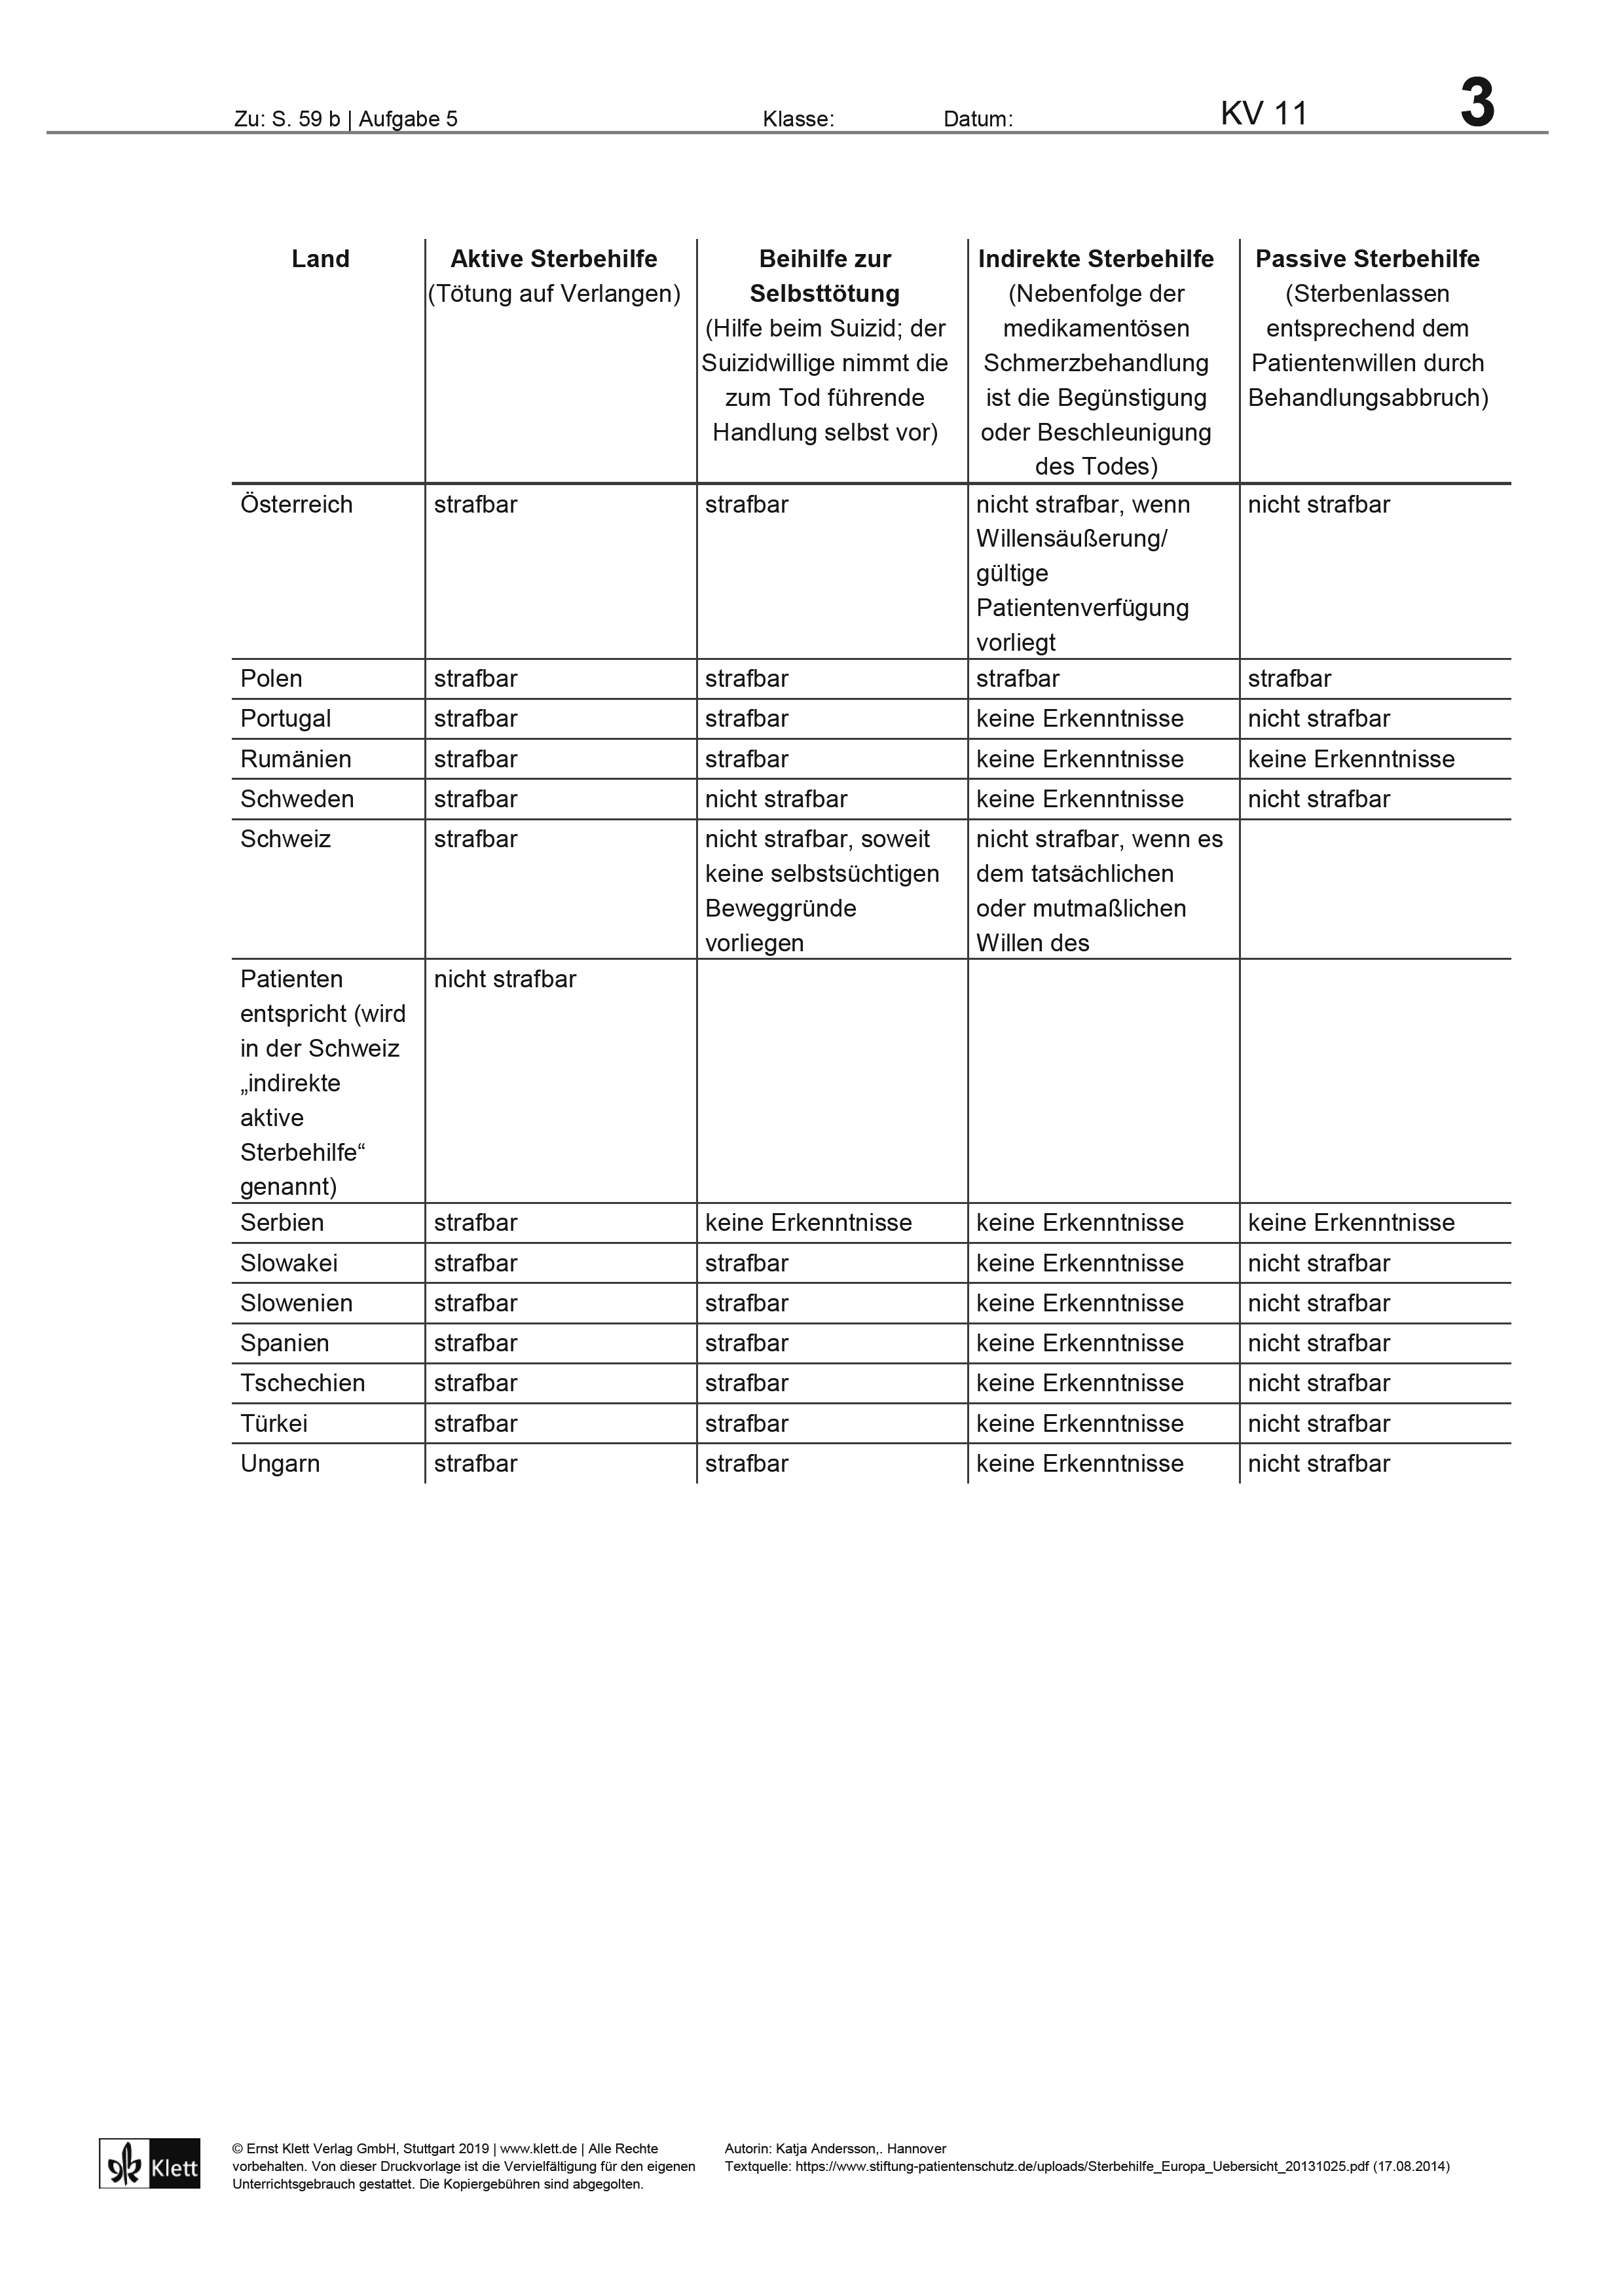 Zu: S. 59 b | Aufgabe 5 Klasse: Datum: KV 11 3
Land Aktive Sterbehilfe Beihilfe zur Indirekte Sterbehilfe Passive Sterbehilfe
(Tötung auf Verlangen) Selbsttötung (Nebenfolge der (Sterbenlassen
(Hilfe beim Suizid; der medikamentösen entsprechend dem
Suizidwillige nimmt die Schmerzbehandlung Patientenwillen durch
zum Tod führende ist die Begünstigung Behandlungsabbruch)
Handlung selbst vor) oder Beschleunigung
des Todes)
Österreich strafbar strafbar nicht strafbar, wenn nicht strafbar
Willensäußerung/
gültige
Patientenverfügung
vorliegt
Polen strafbar strafbar strafbar strafbar
Portugal strafbar strafbar keine Erkenntnisse nicht strafbar
Rumänien strafbar strafbar keine Erkenntnisse keine Erkenntnisse
Schweden strafbar nicht strafbar keine Erkenntnisse nicht strafbar
Schweiz strafbar nicht strafbar, soweit nicht strafbar, wenn es
keine selbstsüchtigen dem tatsächlichen
Beweggründe oder mutmaßlichen
vorliegen Willen des
Patienten nicht strafbar
entspricht (wird
in der Schweiz
„indirekte
aktive
Sterbehilfe“
genannt)
Serbien strafbar keine Erkenntnisse keine Erkenntnisse keine Erkenntnisse
Slowakei strafbar strafbar keine Erkenntnisse nicht strafbar
Slowenien strafbar strafbar keine Erkenntnisse nicht strafbar
Spanien strafbar strafbar keine Erkenntnisse nicht strafbar
Tschechien strafbar strafbar keine Erkenntnisse nicht strafbar
Türkei strafbar strafbar keine Erkenntnisse nicht strafbar
Ungarn strafbar strafbar keine Erkenntnisse nicht strafbar
Klett
© Ernst Klett Verlag GmbH, Stuttgart 2019 | www.klett.de | Alle Rechte
vorbehalten. Von dieser Druckvorlage ist die Vervielfältigung für den eigenen
Unterrichtsgebrauch gestattet. Die Kopiergebühren sind abgegolten.
Autorin: Katja Andersson,. Hannover
Textquelle: https://www.stiftung-patientenschutz.de/uploads/Sterbehilfe_Europa_Uebersicht_20131025.pdf (17.08.2014)